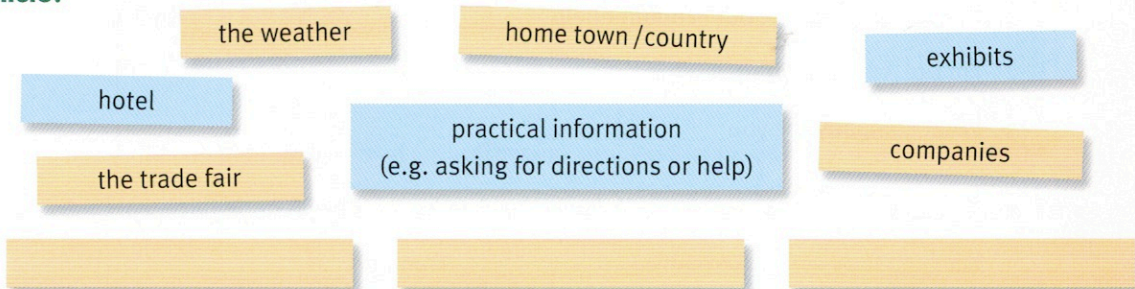 the weather
home town/country
exhibits
hotel
practical information
(e.g. asking for directions or help)
companies
the trade fair